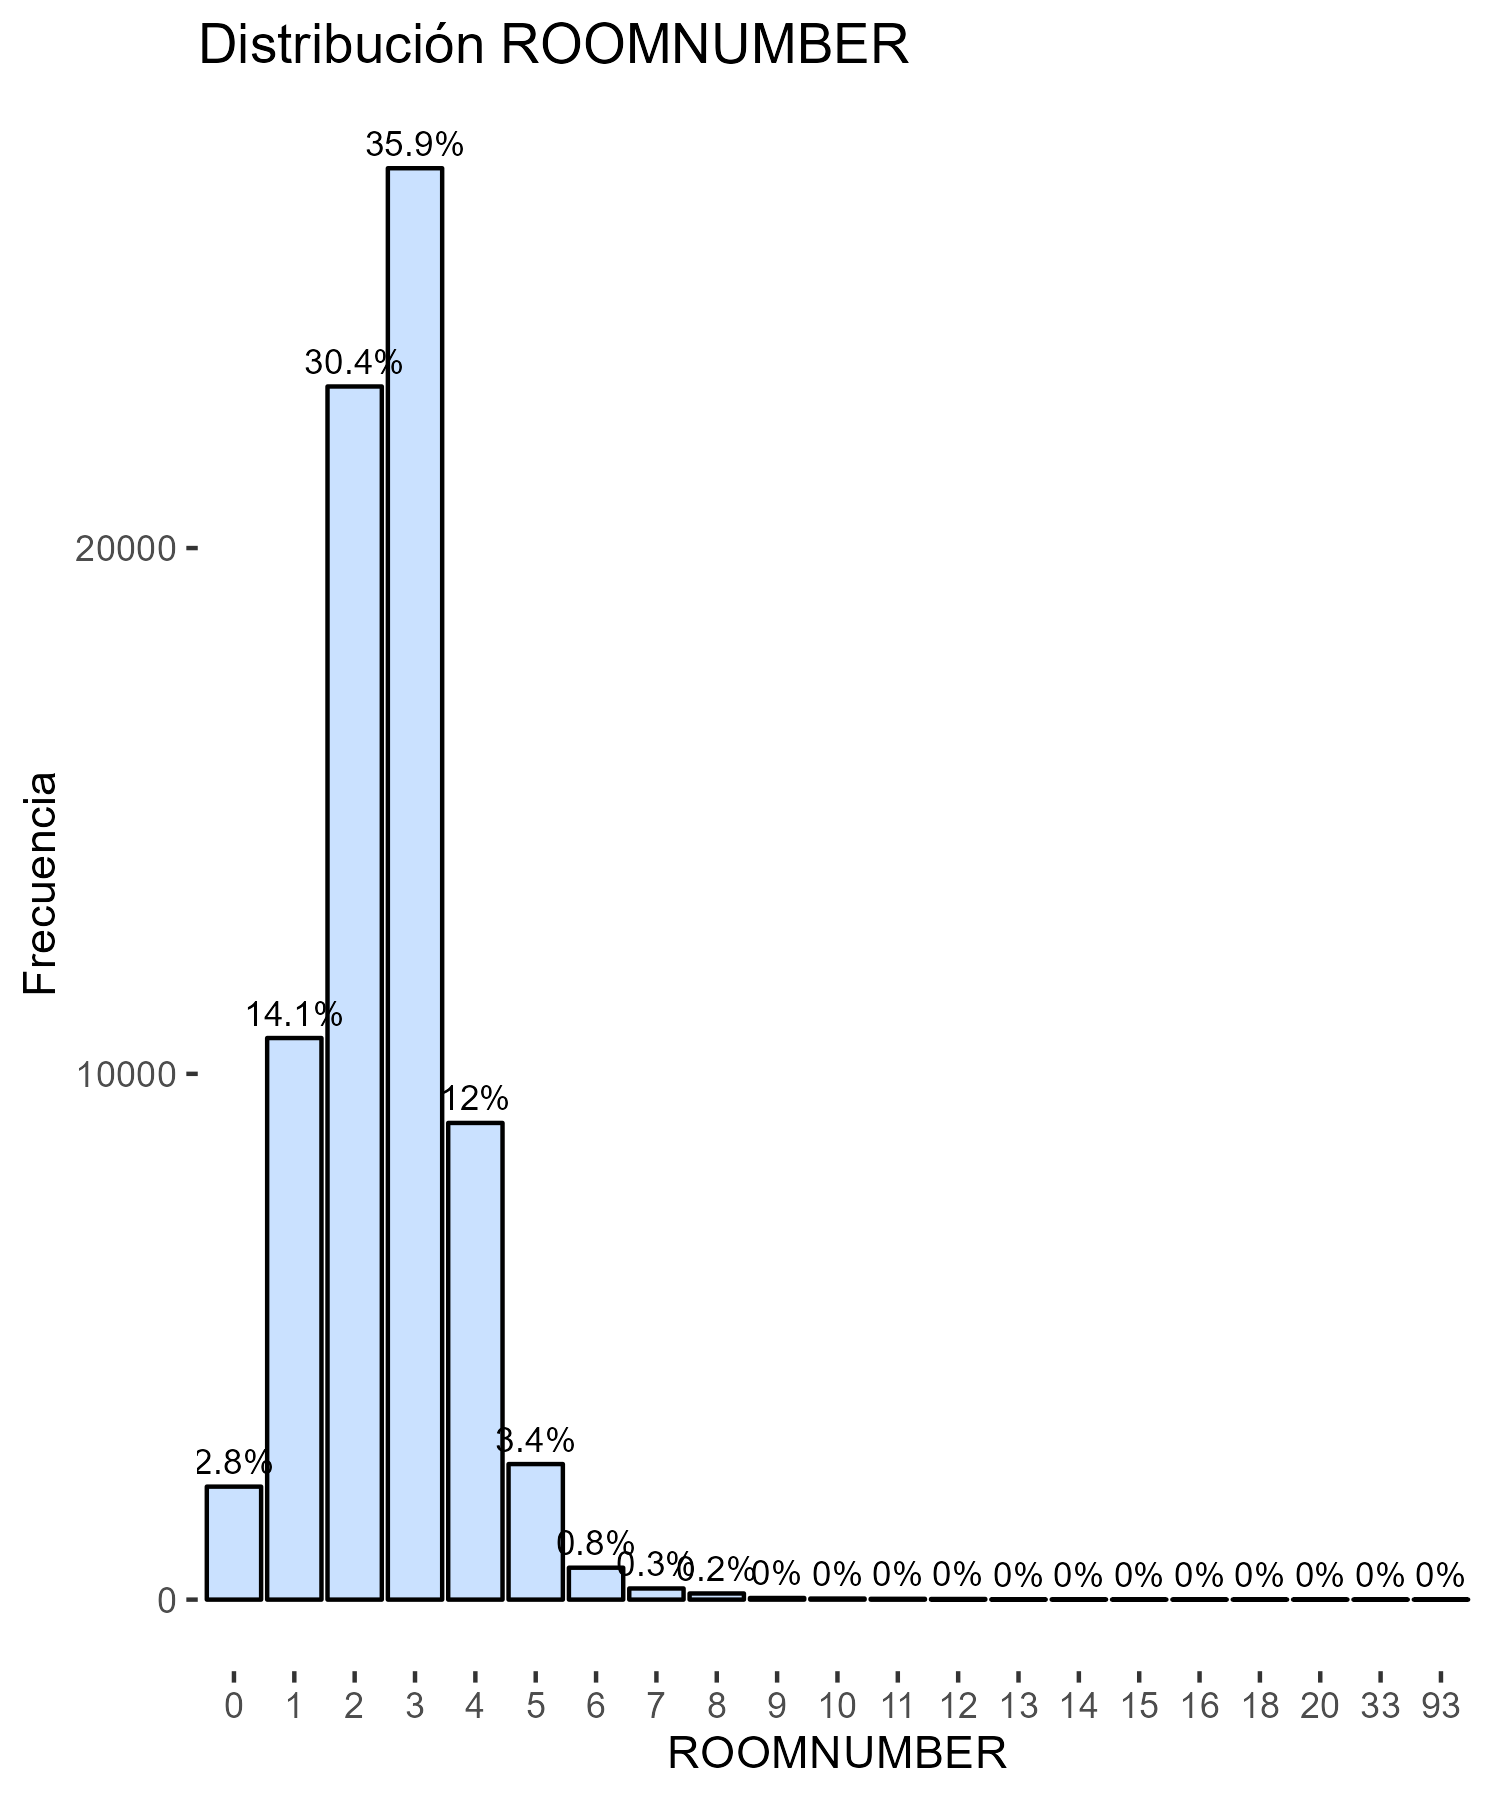 Distribución ROOMNUMBER
35.9%
30.4%
20000
Frecuencia
14.1%
10000
12%
3.4%
2.8%
0.8%
0.3%
0.2%
0% 0% 0% 0% 0% 0% 0% 0% 0% 0% 0% 0%
0
0 1 2 3 4 5 6 7 8 9 10 11 12 13 14 15 16 18 20 33 93
ROOMNUMBER